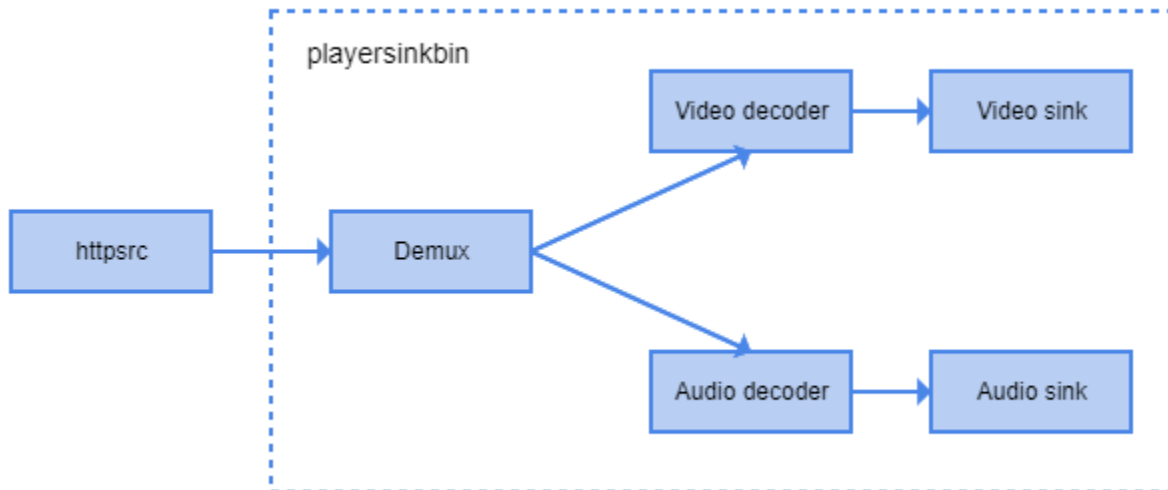 playersinkbin
Video decoder
Video sink
httpsrc
Demux
Audio decoder
Audio sink